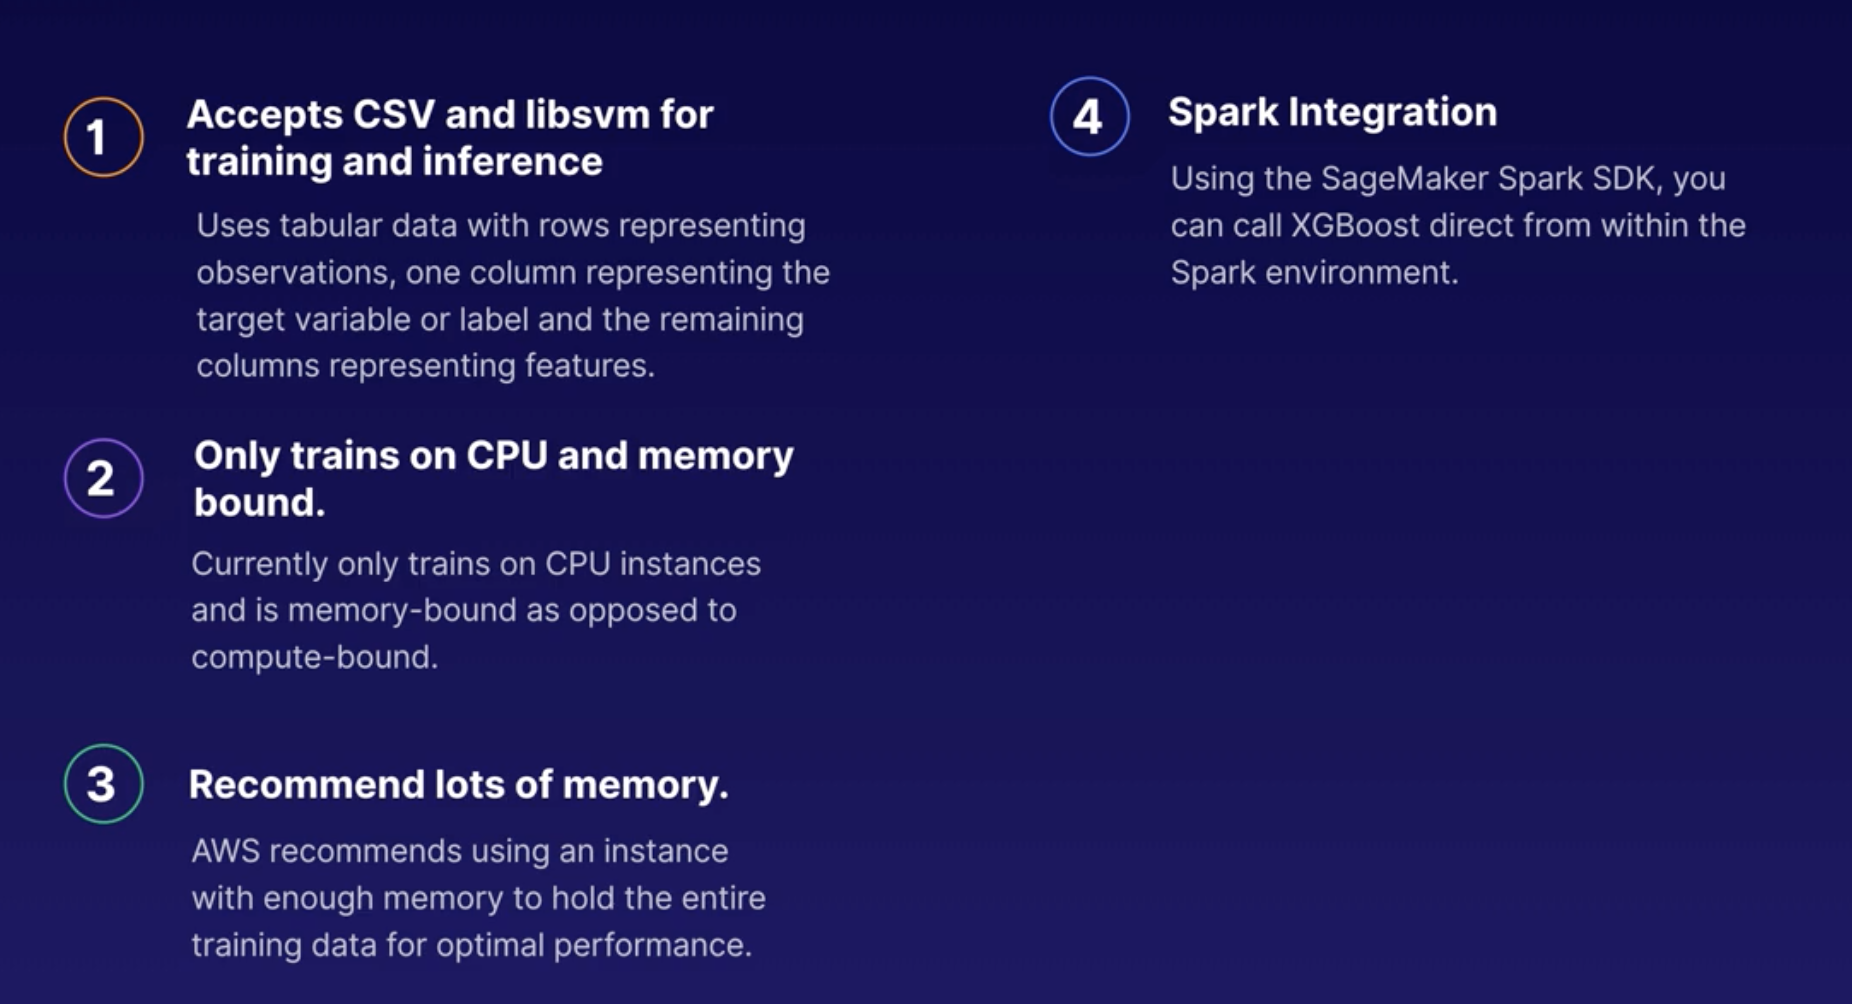 1
Accepts CSV and libsvm for
training and inference
Uses tabular data with rows representing
observations, one column representing the
target variable or label and the remaining
columns representing features.
2
Only trains on CPU and memory
bound.
Currently only trains on CPU instances
and is memory-bound as opposed to
compute-bound.
3
Recommend lots of memory.
AWS recommends using an instance
with enough memory to hold the entire
training data for optimal performance.
4
Spark Integration
Using the SageMaker Spark SDK, you
can call XGBoost direct from within the
Spark environment.